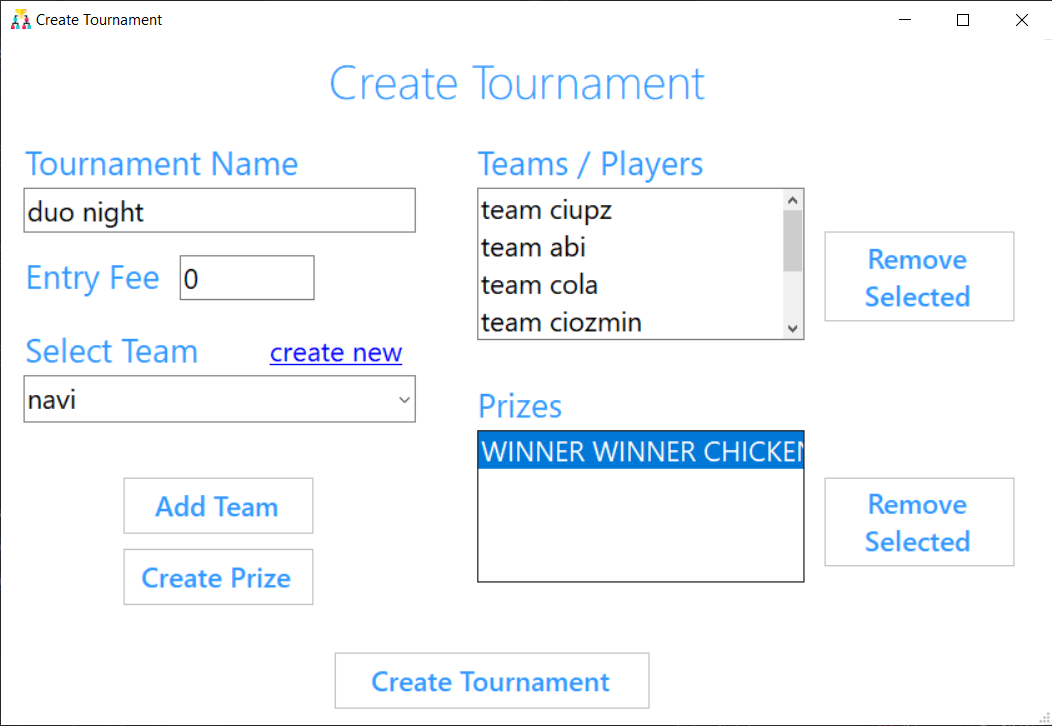 Create Tournament
Create Tournament
Tournament Name
duo night
Entry Fee 0
Select Team create new
navi
Add Team
Create Prize
Teams / Players
team ciupz
team abi
team cola
team ciozmin
Remove
Selected
Prizes
WINNER WINNER CHICKEN
Remove
Selected
Create Tournament